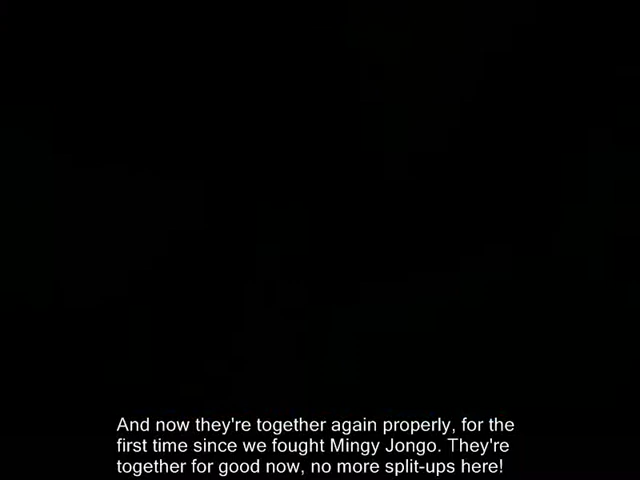 And now they're together again properly, for the
first time since we fought Mingy Jongo. They're
together for good now, no more split-ups here!